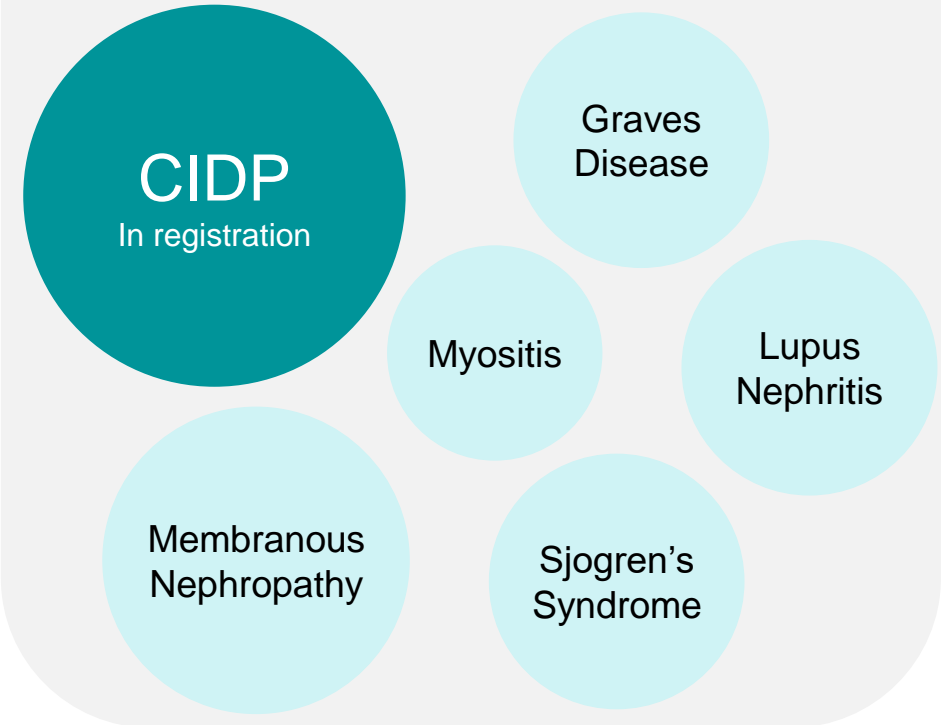 CIDP
In registration
Graves
Disease
Myositis
Lupus
Nephritis
Membranous
Nephropathy
Sjogren’s
Syndrome